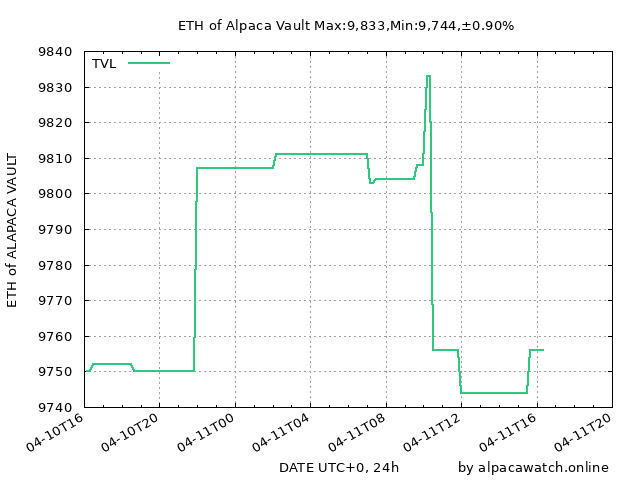 ETH of Alpaca Vault Max:9,833,Min:9,744,±0.90%
TVL
ETH of ALAPACA VAULT
9840
9830
9820
9810
9800
9790
9780
9770
9760
9750
9740
04-10T16
04-10T20
04-11T00
04-11T04
04-11T08
04-11T12
04-11T16
04-11T20
DATE UTC+0, 24h
by alpacawatch.online